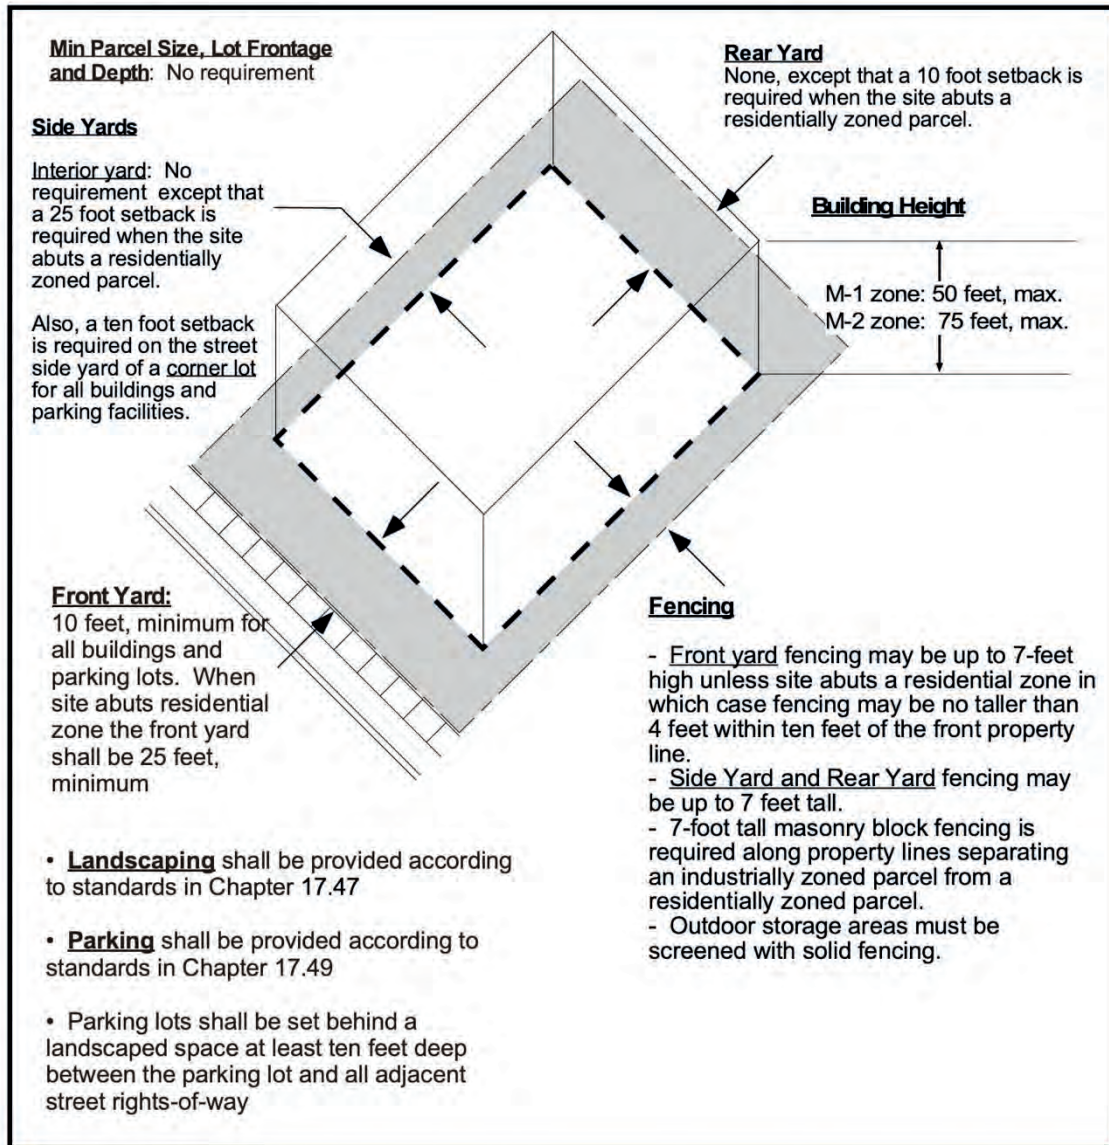 Min Parcel Size, Lot Frontage
and Depth: No requirement
Side Yards
Interior yard: No
requirement except that
a 25 foot setback is
required when the site
abuts a residentially
zoned parcel.
Also, a ten foot setback
is required on the street
side yard of a corner lot
for all buildings and
parking facilities.
Rear Yard
None, except that a 10 foot setback is
required when the site abuts a
residentially zoned parcel.
Building Height
M-1 zone: 50 feet, max.
M-2 zone: 75 feet, max.
Front Yard:
10 feet, minimum for
all buildings and
parking lots. When
site abuts residential
zone the front yard
shall be 25 feet,
minimum
Fencing
- Front yard fencing may be up to 7-feet
high unless site abuts a residential zone in
which case fencing may be no taller than
4 feet within ten feet of the front property
line.
- Side Yard and Rear Yard fencing may
be up to 7 feet tall.
- 7-foot tall masonry block fencing is
required along property lines separating
an industrially zoned parcel from a
residentially zoned parcel.
- Outdoor storage areas must be
screened with solid fencing.
• Landscaping shall be provided according
to standards in Chapter 17.47
• Parking shall be provided according to
standards in Chapter 17.49
• Parking lots shall be set behind a
landscaped space at least ten feet deep
between the parking lot and all adjacent
street rights-of-way